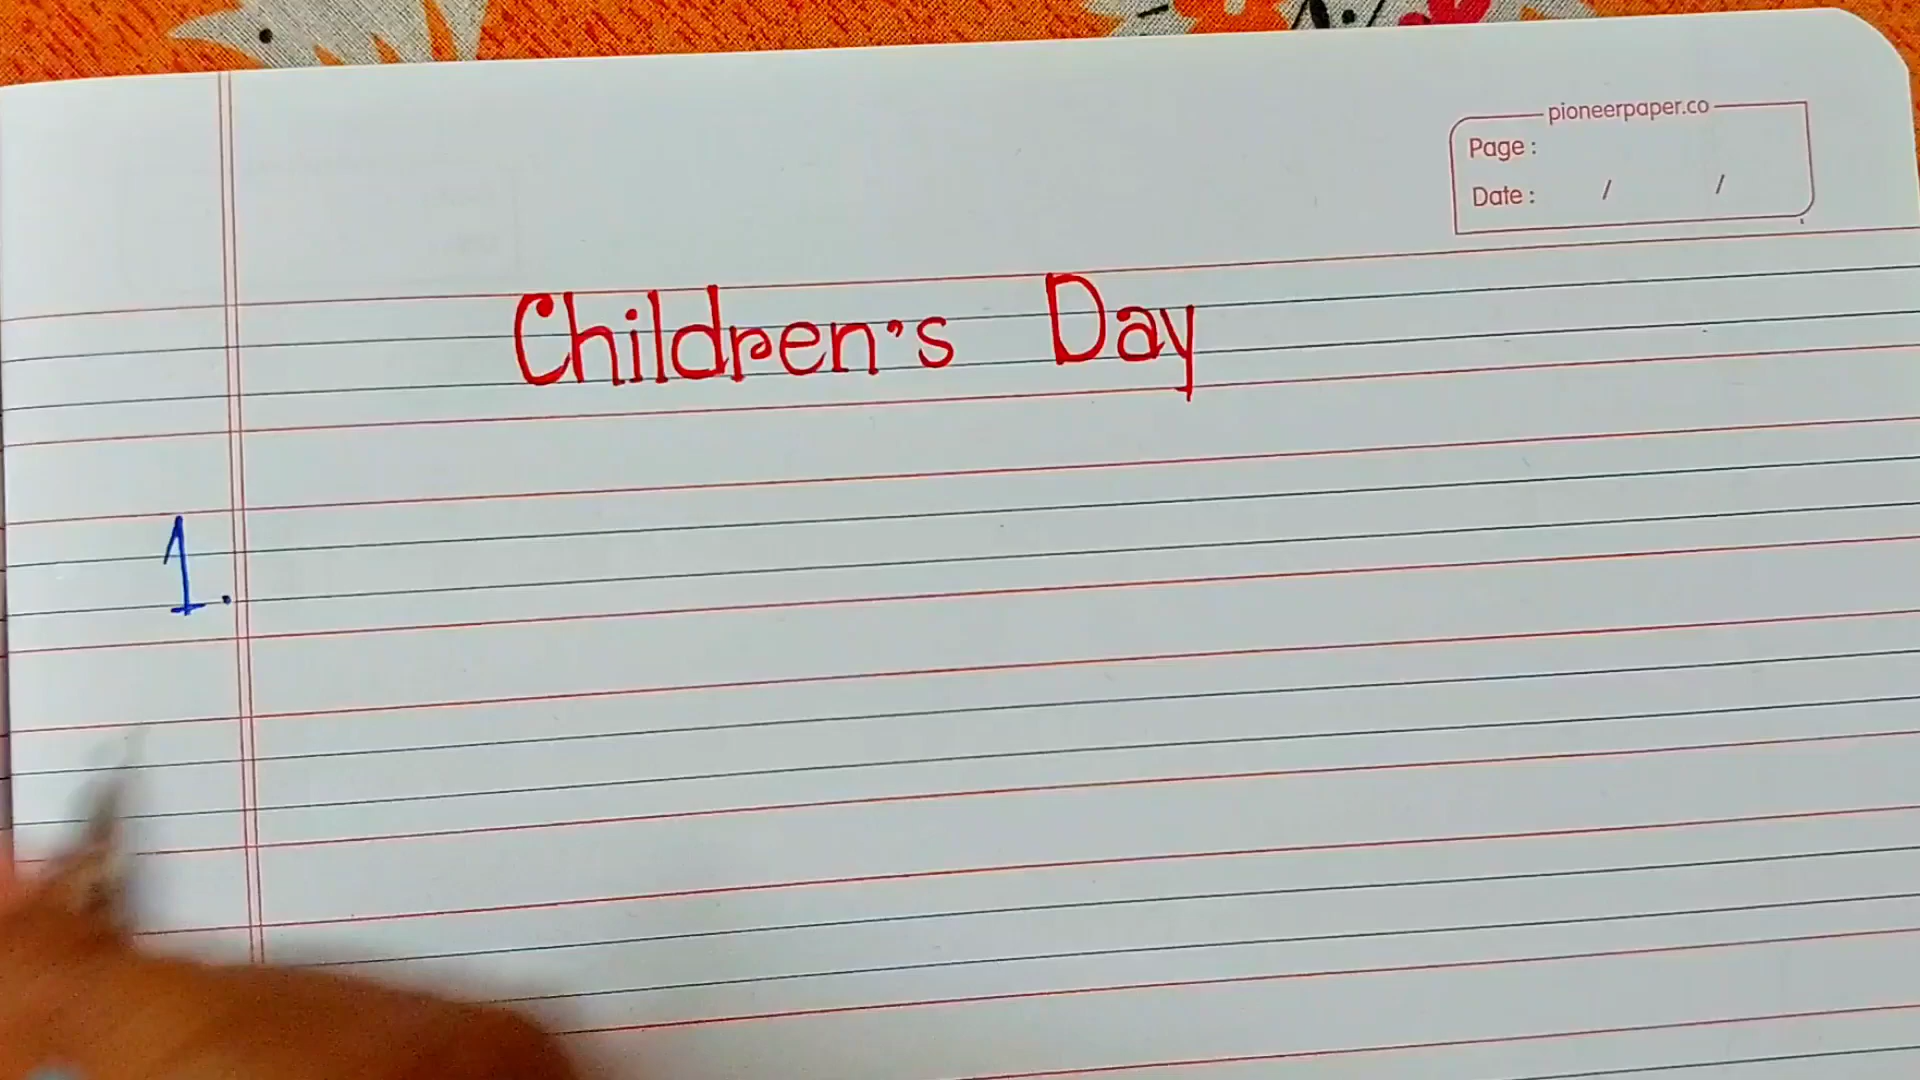 pioneerpaper.co
Page :
Date : / /
Children's Day
1.